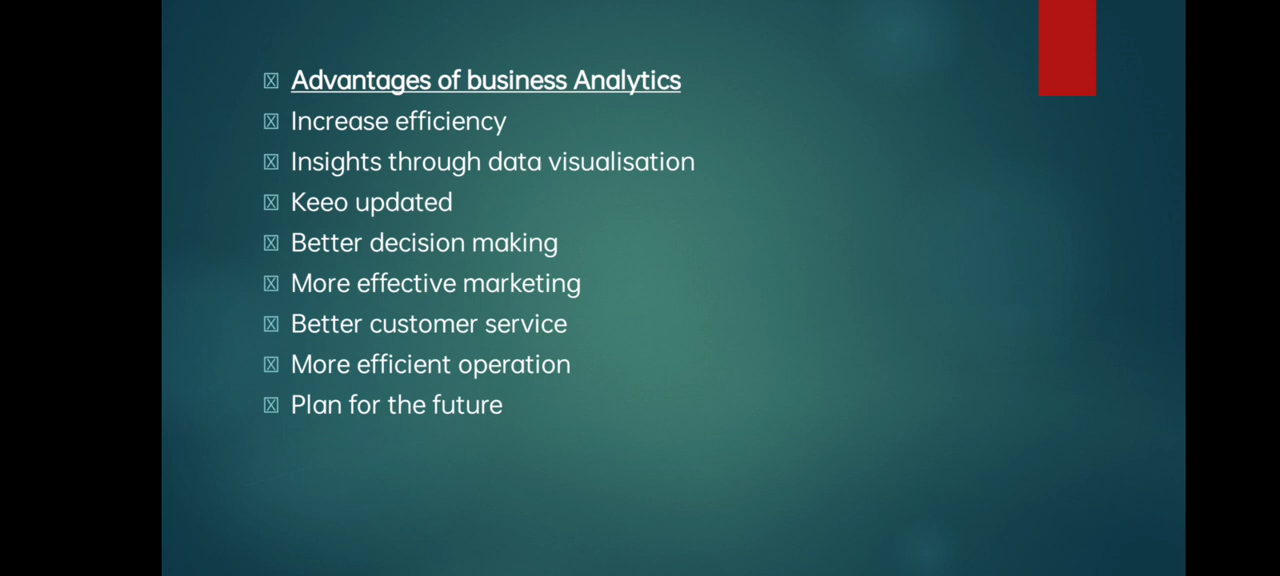 Advantages of business Analytics
Increase efficiency
Insights through data visualisation
Keeo updated
Better decision making
More effective marketing
Better customer service
More efficient operation
Plan for the future